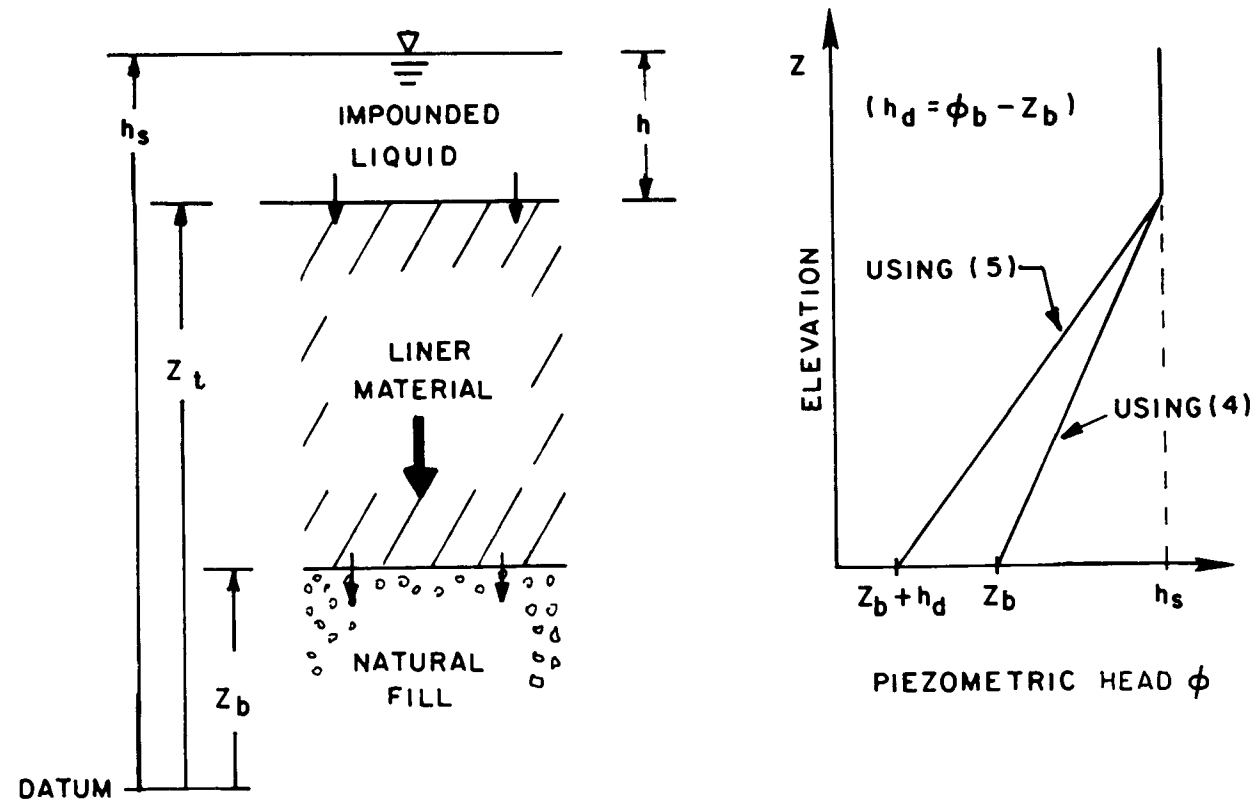 h_s
IMPOUNDED
LIQUID
h
Z_t
LINER
MATERIAL
Z_b
NATURAL
FILL
DATUM
Z
(h_d = ϕ_b − Z_b)
ELEVATION
USING (5)
USING (4)
Z_b + h_d
Z_b
h_s
PIEZOMETRIC HEAD ϕ